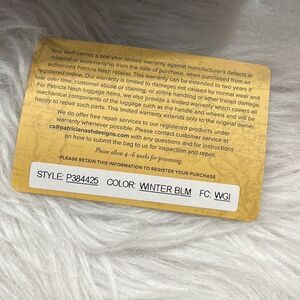 Your item carries a one-year limited warranty against manufacturer's defects in
material or workmanship from the date of purchase, when purchased from an
authorized Patricia Nash retailer. This warranty can be extended to two years if
registered online. Our warranty is limited to damages not caused by normal wear and
tear over time, customer abuse or staining, or airline handling or other transit damage.
For Patricia Nash luggage items, we also provide a limited warranty which covers all
mechanical components of the luggage such as the handle and wheels and will be
happy to repair such parts. This limited warranty extends only to the original owner.
We do offer free repair services to our registered products under
warranty whenever possible. Please contact customer service at
cs@patricianashdesigns.com with any questions and for instructions
on how to submit the bag to us for inspection and repair.
Please allow 4-6 weeks for processing.
PLEASE RETAIN THIS INFORMATION TO REGISTER YOUR PURCHASE
STYLE: P384425 COLOR: WINTER BLM FC: WGI